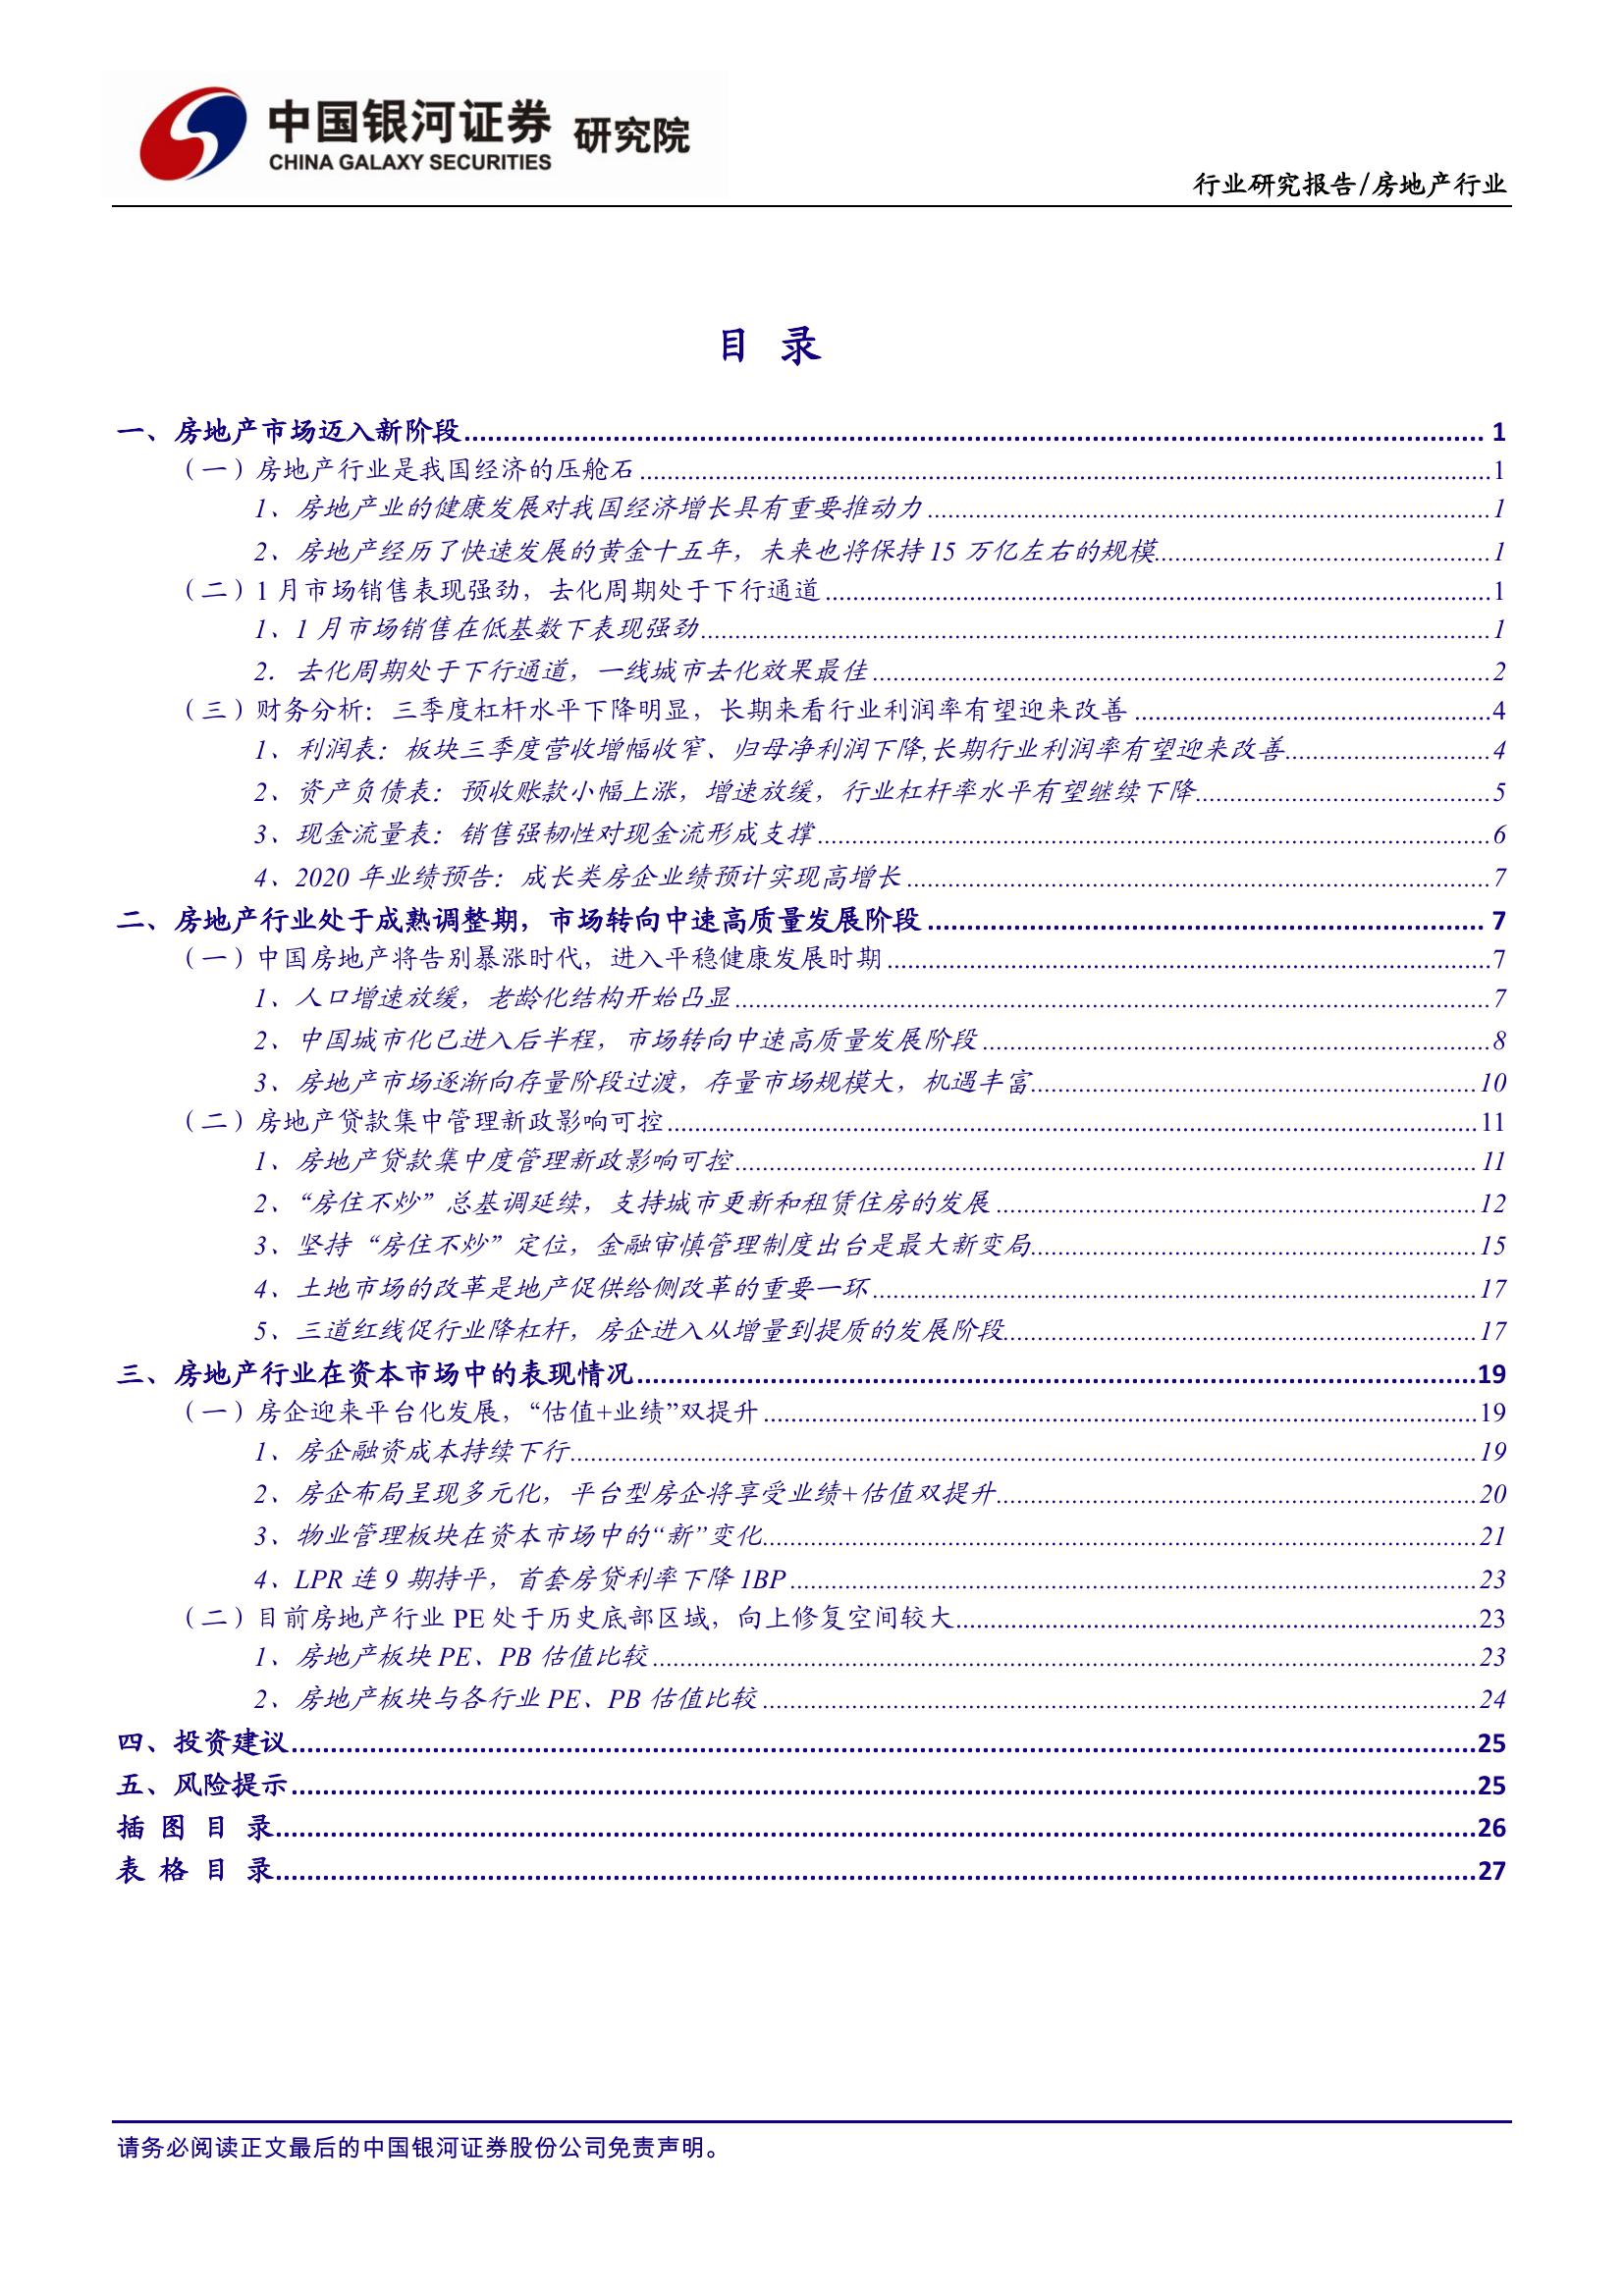 中国银河证券 研究院
CHINA GALAXY SECURITIES
行业研究报告/房地产行业
目 录
一、房地产市场迈入新阶段 1
（一）房地产行业是我国经济的压舱石 1
1、房地产业的健康发展对我国经济增长具有重要推动力 1
2、房地产经历了快速发展的黄金十五年，未来也将保持 15 万亿左右的规模 1
（二）1 月市场销售表现强劲，去化周期处于下行通道 1
1、1 月市场销售在低基数下表现强劲 1
2. 去化周期处于下行通道，一线城市去化效果最佳 2
（三）财务分析：三季度杠杆水平下降明显，长期来看行业利润率有望迎来改善 4
1、利润表：板块三季度营收增幅收窄、归母净利润下降,长期行业利润率有望迎来改善 4
2、资产负债表：预收账款小幅上涨，增速放缓，行业杠杆率水平有望继续下降 5
3、现金流量表：销售强韧性对现金流形成支撑 6
4、2020 年业绩预告：成长类房企业绩预计实现高增长 7
二、房地产行业处于成熟调整期，市场转向中速高质量发展阶段 7
（一）中国房地产将告别暴涨时代，进入平稳健康发展时期 7
1、人口增速放缓，老龄化结构开始凸显 7
2、中国城市化已进入后半程，市场转向中速高质量发展阶段 8
3、房地产市场逐渐向存量阶段过渡，存量市场规模大，机遇丰富 10
（二）房地产贷款集中管理新政影响可控 11
1、房地产贷款集中度管理新政影响可控 11
2、“房住不炒”总基调延续，支持城市更新和租赁住房的发展 12
3、坚持“房住不炒”定位，金融审慎管理制度出台是最大新变局 15
4、土地市场的改革是地产促供给侧改革的重要一环 17
5、三道红线促行业降杠杆，房企进入从增量到提质的发展阶段 17
三、房地产行业在资本市场中的表现情况 19
（一）房企迎来平台化发展，“估值+业绩”双提升 19
1、房企融资成本持续下行 19
2、房企布局呈现多元化，平台型房企将享受业绩+估值双提升 20
3、物业管理板块在资本市场中的“新”变化 21
4、LPR 连 9 期持平，首套房贷利率下降 1BP 23
（二）目前房地产行业 PE 处于历史底部区域，向上修复空间较大 23
1、房地产板块 PE、PB 估值比较 23
2、房地产板块与各行业 PE、PB 估值比较 24
四、投资建议 25
五、风险提示 25
插 图 目 录 26
表 格 目 录 27
请务必阅读正文最后的中国银河证券股份公司免责声明。